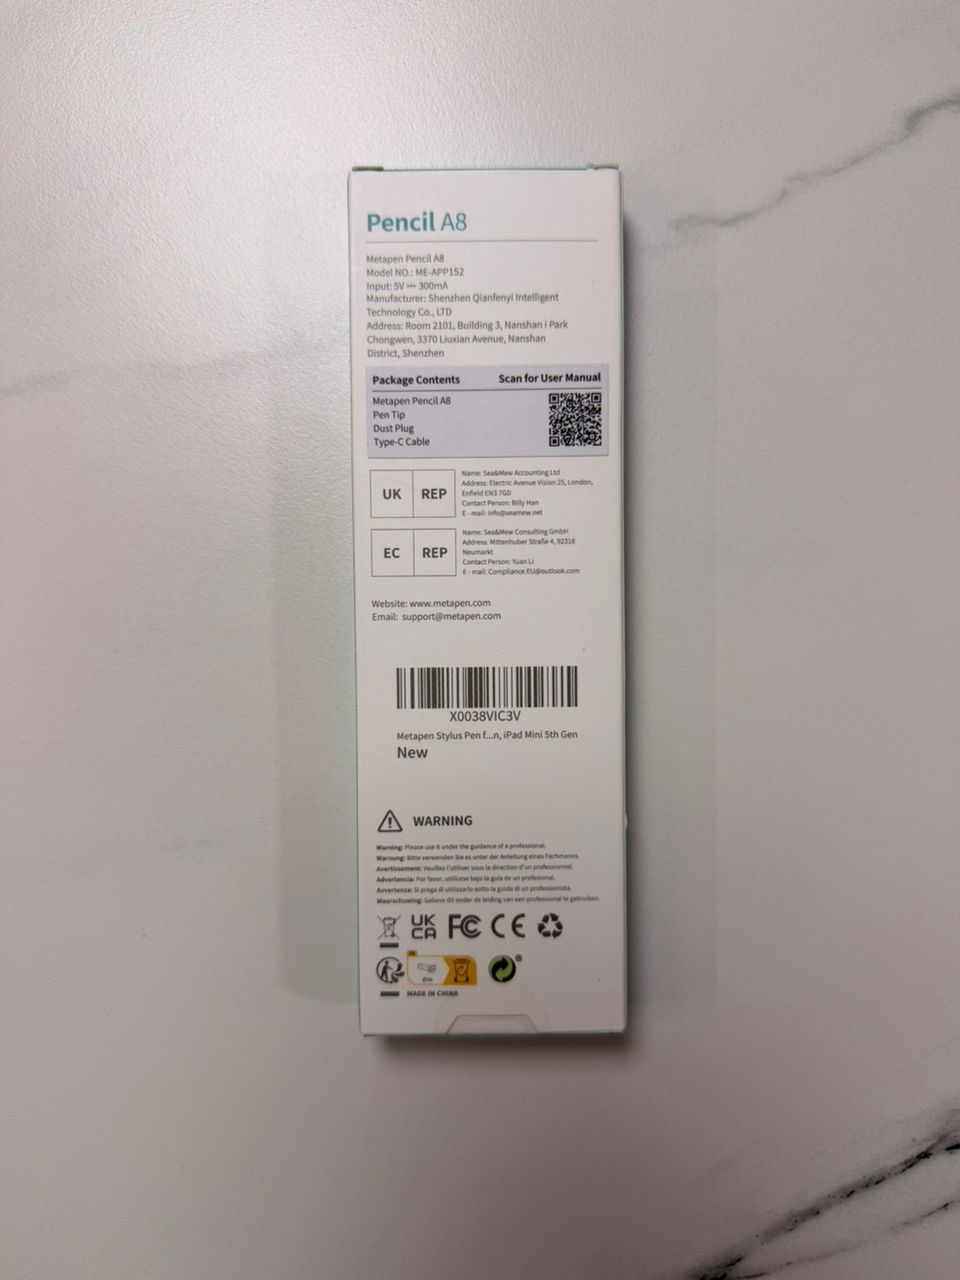 Pencil A8
Metapen Pencil A8
Model NO.: ME-APP152
Input: 5V ⎓ 300mA
Manufacturer: Shenzhen Qianfenyi Intelligent
Technology Co., LTD
Address: Room 2101, Building 3, Nanshan i Park
Chongwen, 3370 Liuxian Avenue, Nanshan
District, Shenzhen
Package Contents
Scan for User Manual
Metapen Pencil A8
Pen Tip
Dust Plug
Type-C Cable
UK REP
Name: Sea&Mew Accounting Ltd
Address: Electric Avenue Vision 25, London,
Enfield EN3 7GD
Contact Person: Billy Han
E - mail: info@seamew.net
EC REP
Name: Sea&Mew Consulting GmbH
Address: Mittenhuber Straße 4, 92318
Neumarkt
Contact Person: Yuan Li
E - mail: Compliance.EU@outlook.com
Website: www.metapen.com
Email: support@metapen.com
X0038VIC3V
Metapen Stylus Pen f...n, iPad Mini 5th Gen
New
WARNING
Warning: Please use it under the guidance of a professional.
Warnung: Bitte verwenden Sie es unter der Anleitung eines Fachmanns.
Avertissement: Veuillez l'utiliser sous la direction d'un professionnel.
Advertencia: Por favor, utilícese bajo la guía de un profesional.
Avvertenza: Si prega di utilizzarlo sotto la guida di un professionista.
Waarschuwing: Gelieve dit onder de leiding van een professional te gebruiken.
UK
CA
FC CE
®
MADE IN CHINA